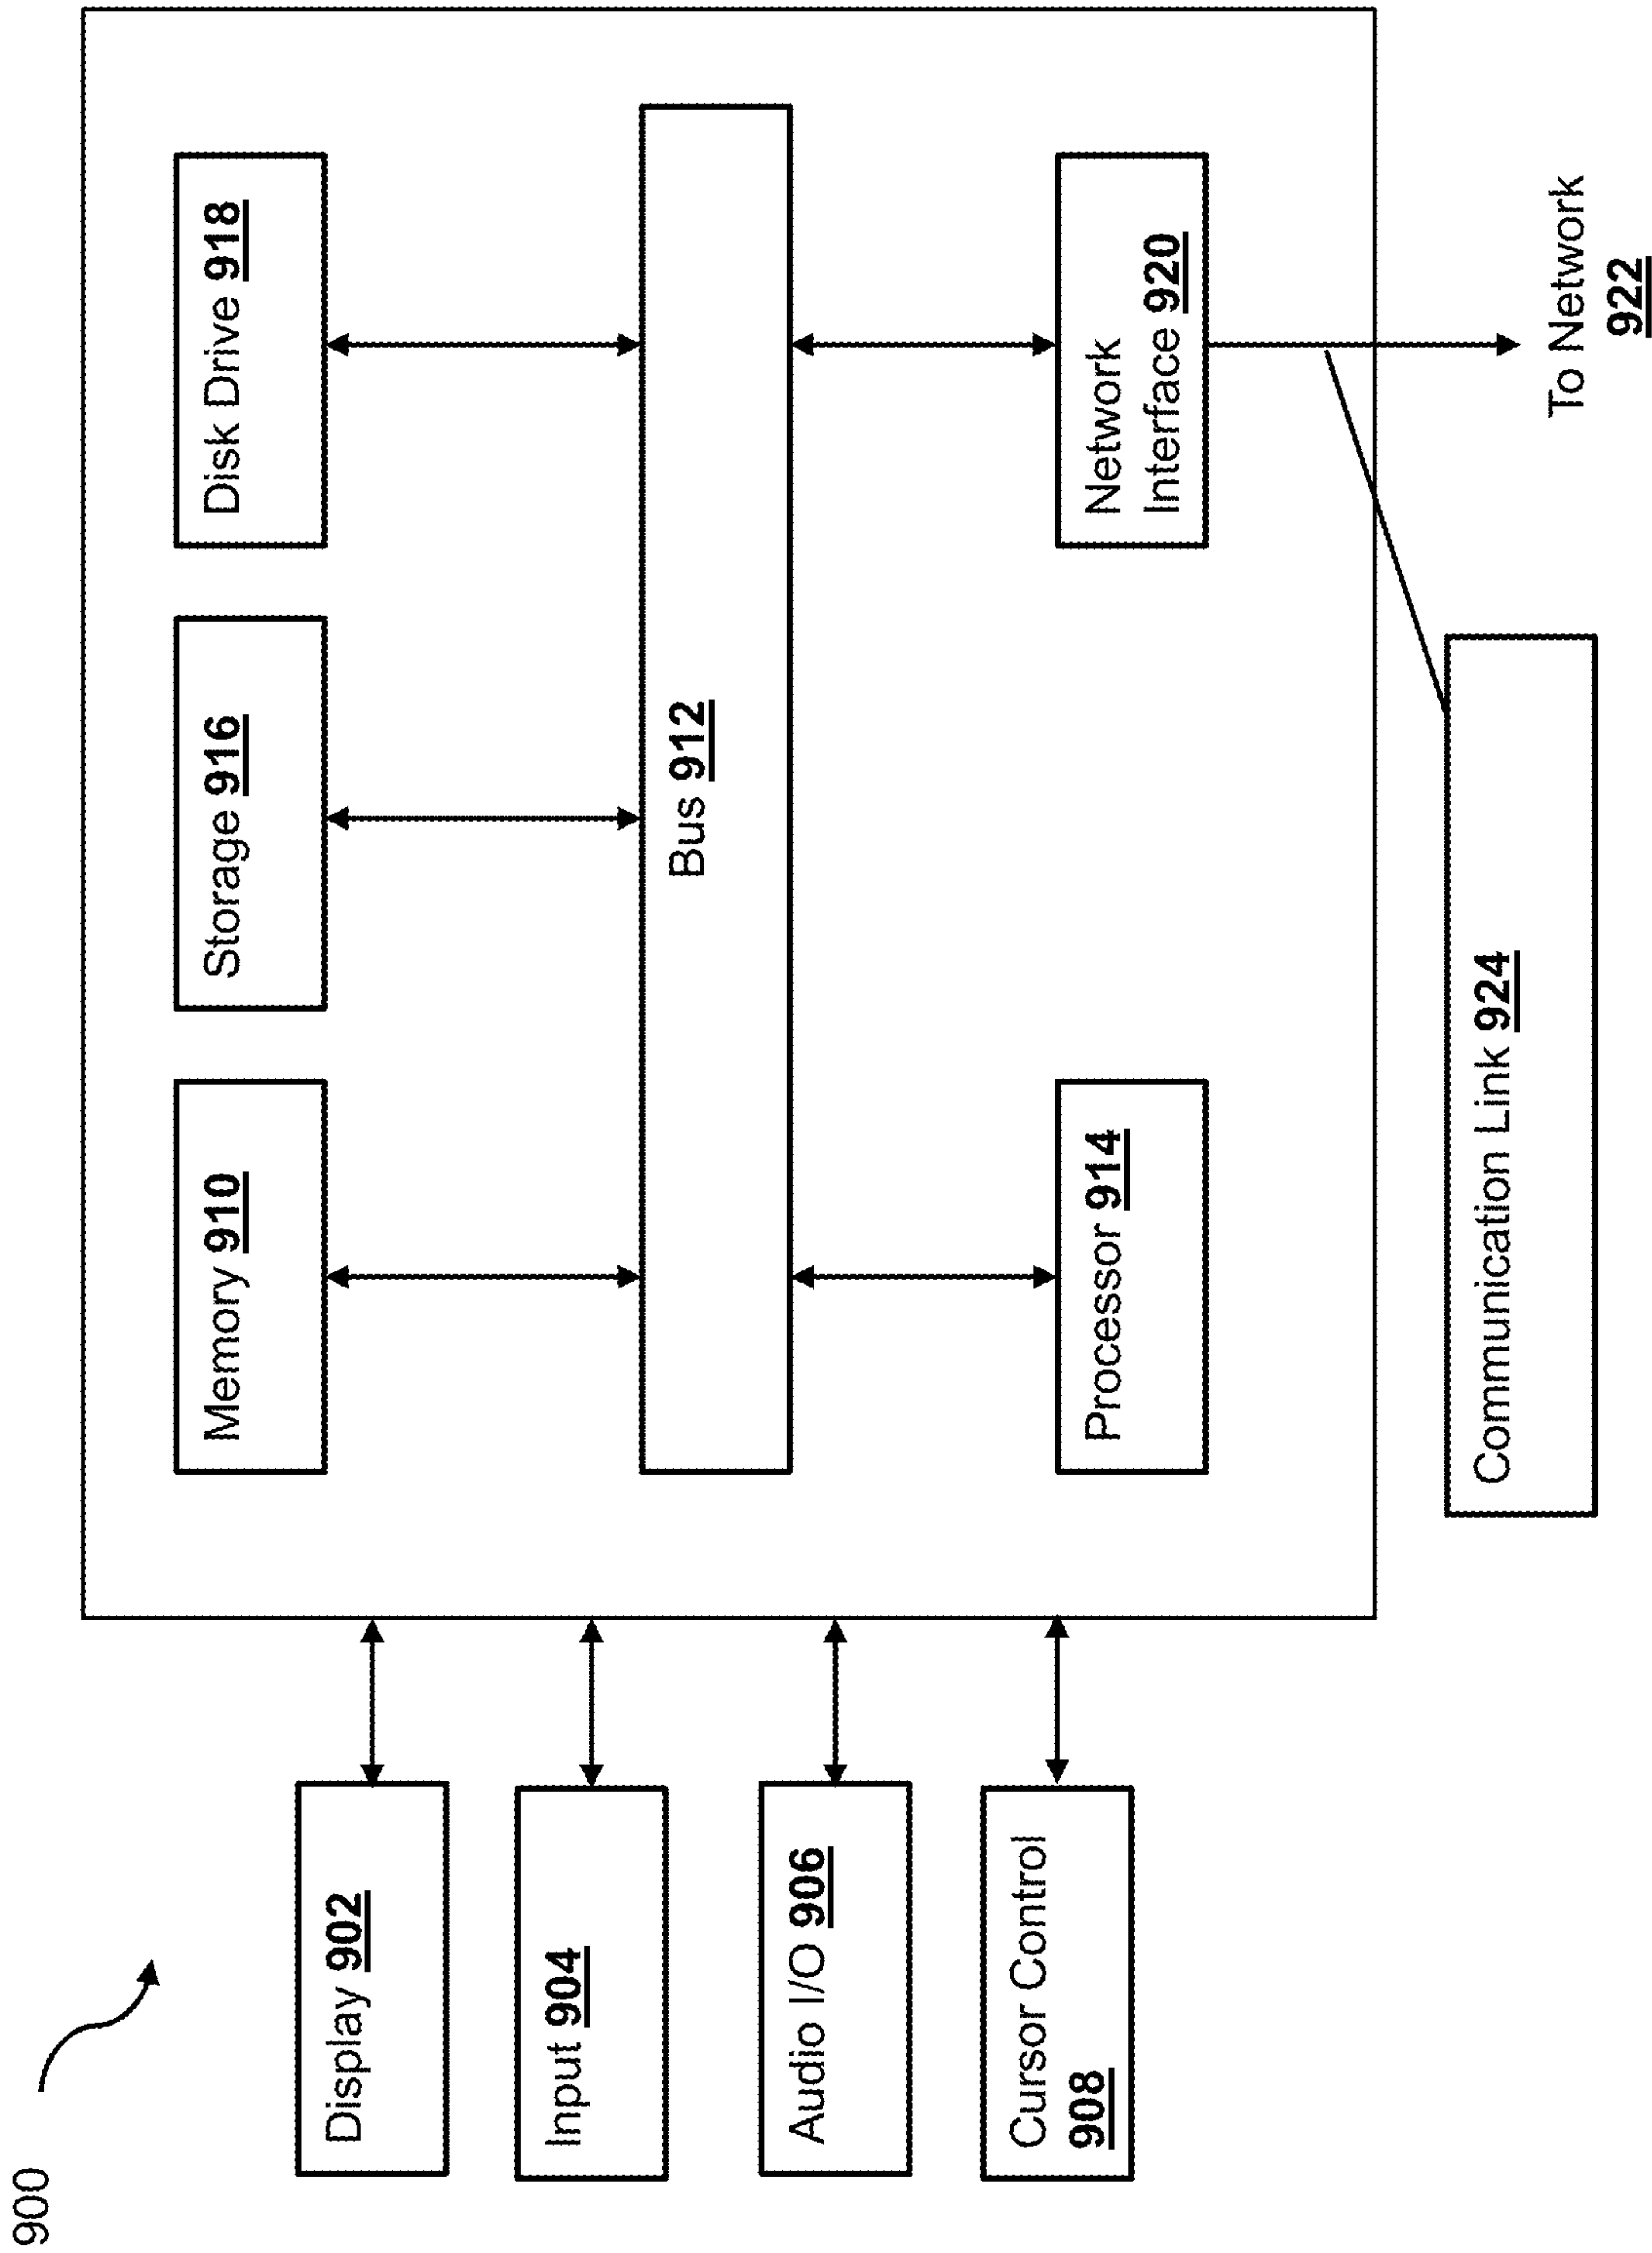 900
Display 902
Input 904
Audio I/O 906
Cursor Control
908
Memory 910
Storage 916
Disk Drive 918
Bus 912
Processor 914
Network
Interface 920
Communication Link 924
To Network
922